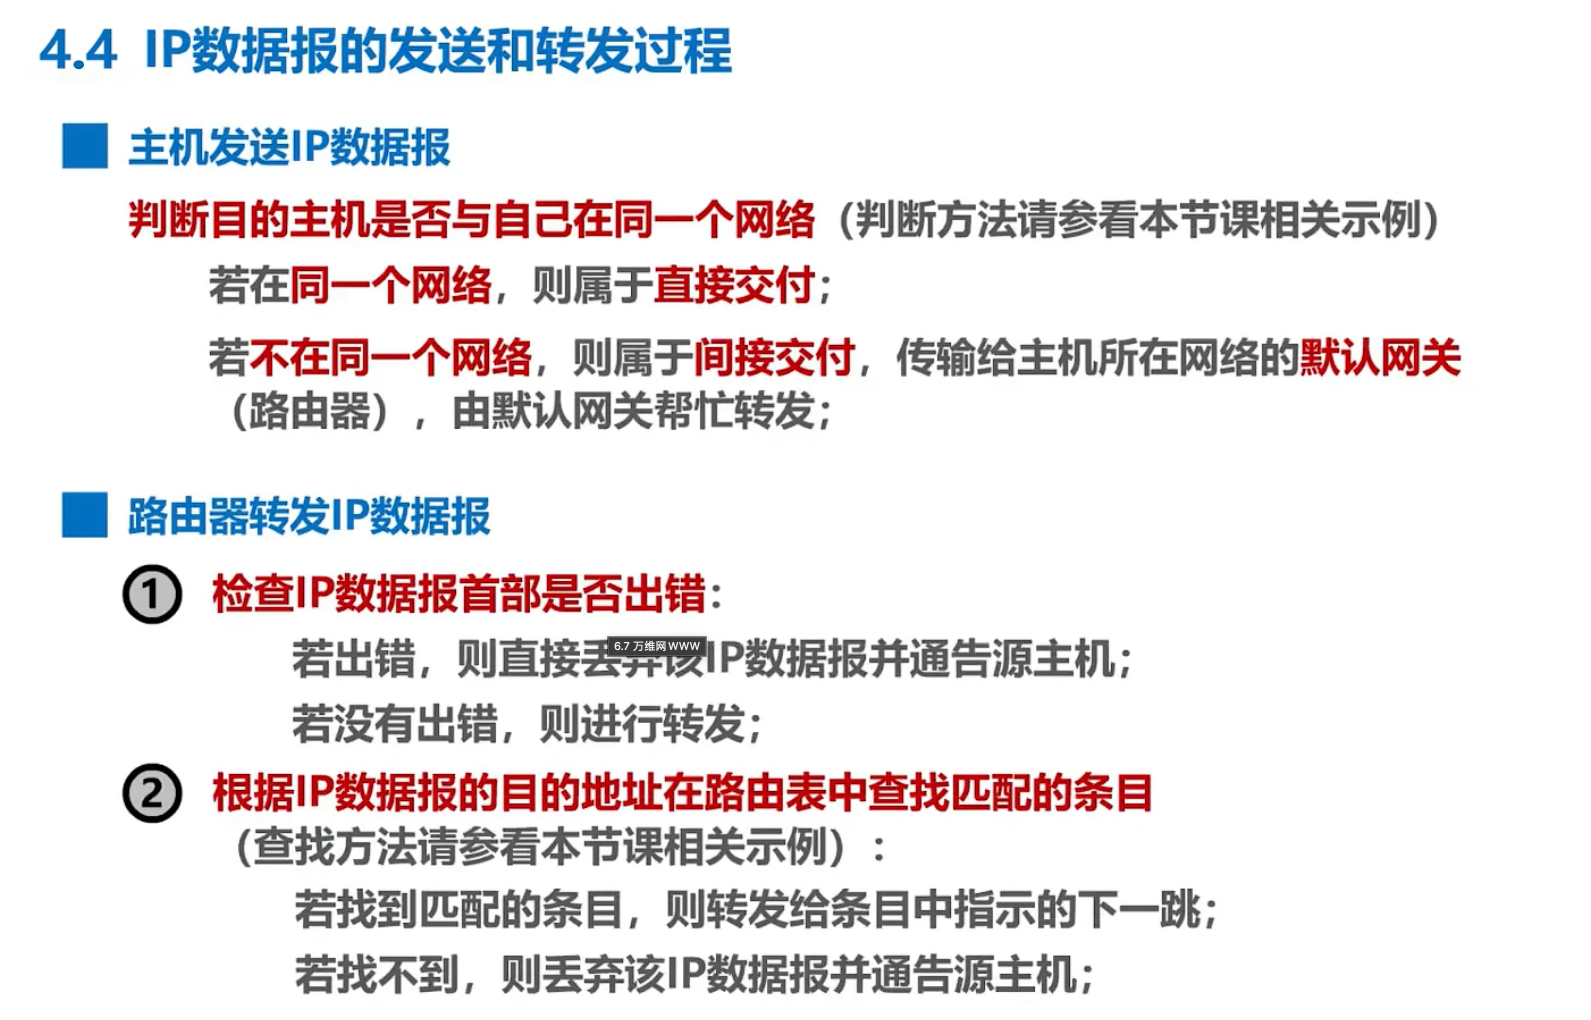 4.4 IP数据报的发送和转发过程
主机发送IP数据报
判断目的主机是否与自己在同一个网络（判断方法请参看本节课相关示例）
若在同一个网络，则属于直接交付；
若不在同一个网络，则属于间接交付，传输给主机所在网络的默认网关
（路由器），由默认网关帮忙转发；
路由器转发IP数据报
① 检查IP数据报首部是否出错：
6.7 万维网WWW
若出错，则直接丢弃该IP数据报并通告源主机；
若没有出错，则进行转发；
② 根据IP数据报的目的地址在路由表中查找匹配的条目
（查找方法请参看本节课相关示例）：
若找到匹配的条目，则转发给条目中指示的下一跳；
若找不到，则丢弃该IP数据报并通告源主机；